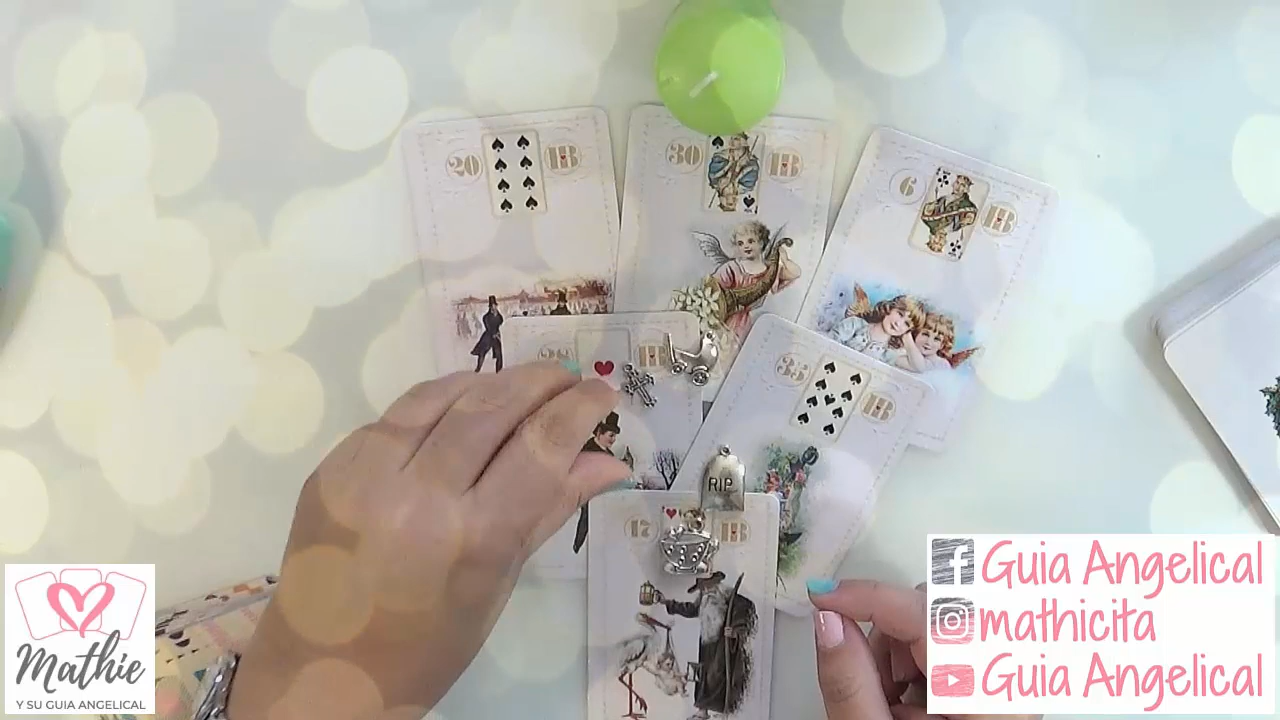 20
30
6
35
RIP
17
Mathie
Y SU GUIA ANGELICAL
f Guia Angelical
mathicita
Guia Angelical